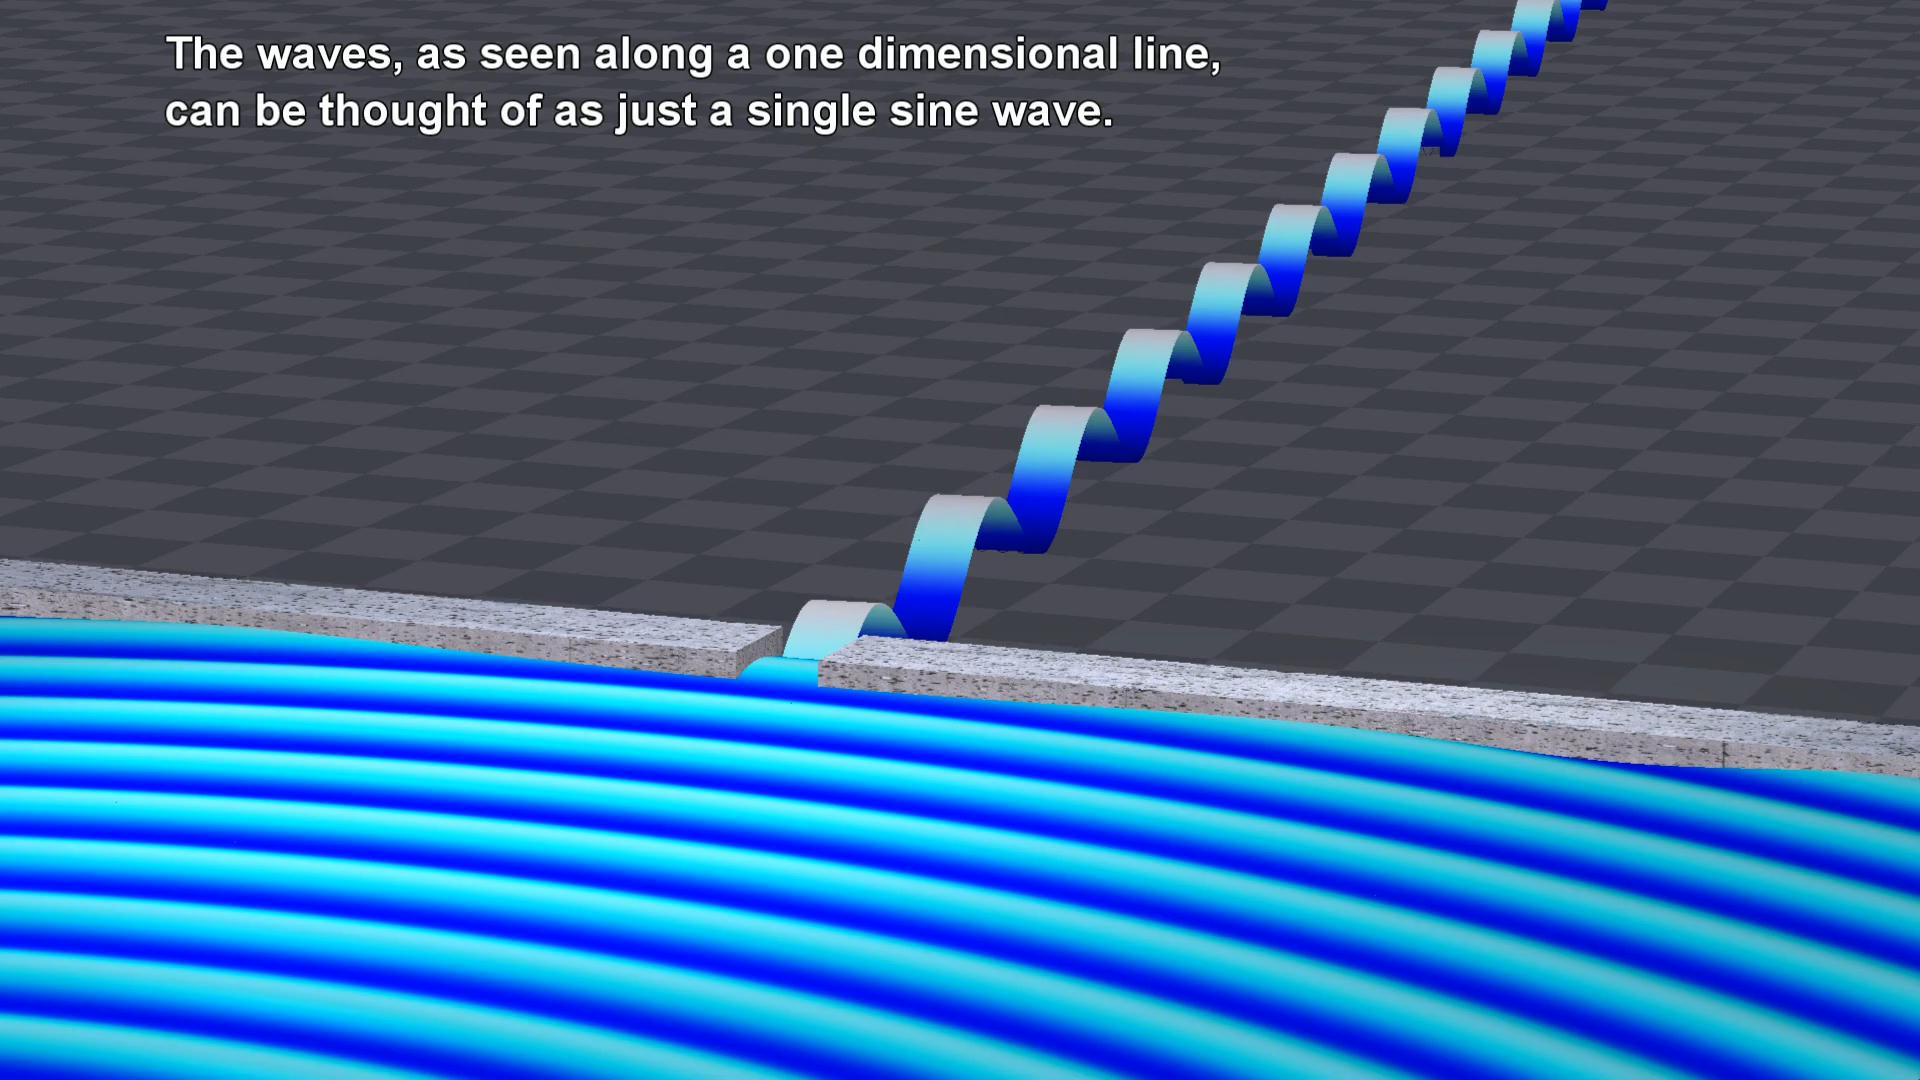 The waves, as seen along a one dimensional line,
can be thought of as just a single sine wave.